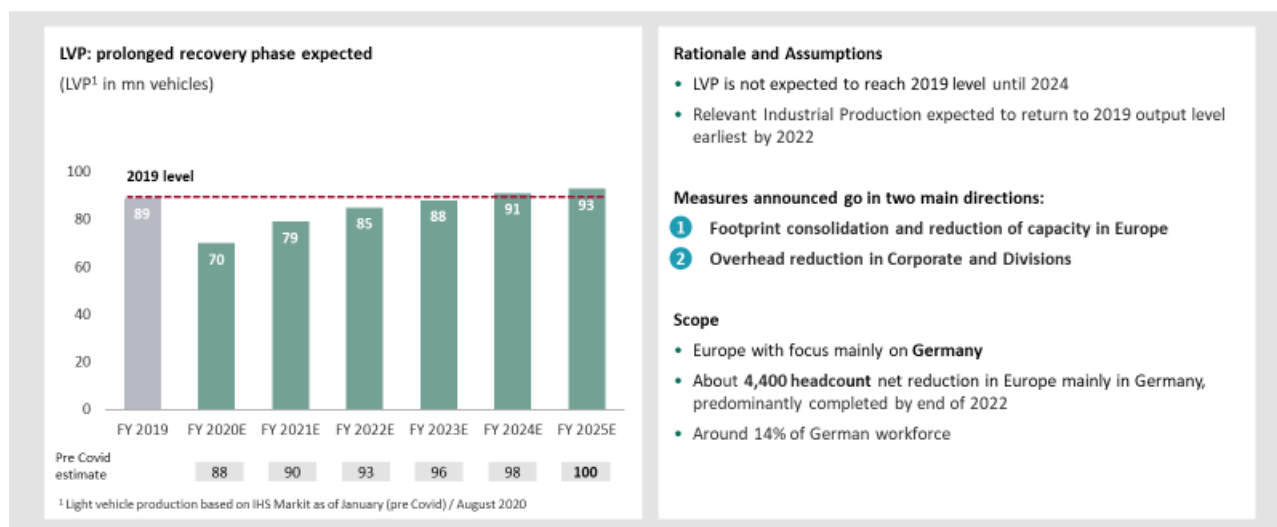 LVP: prolonged recovery phase expected
(LVP¹ in mn vehicles)
100
80
60
40
20
0
2019 level
89
70
79
85
88
91
93
FY 2019 FY 2020E FY 2021E FY 2022E FY 2023E FY 2024E FY 2025E
Pre Covid
estimate
88 90 93 96 98 100
¹ Light vehicle production based on IHS Markit as of January (pre Covid) / August 2020
Rationale and Assumptions
• LVP is not expected to reach 2019 level until 2024
• Relevant Industrial Production expected to return to 2019 output level
earliest by 2022
Measures announced go in two main directions:
1 Footprint consolidation and reduction of capacity in Europe
2 Overhead reduction in Corporate and Divisions
Scope
• Europe with focus mainly on Germany
• About 4,400 headcount net reduction in Europe mainly in Germany,
predominantly completed by end of 2022
• Around 14% of German workforce